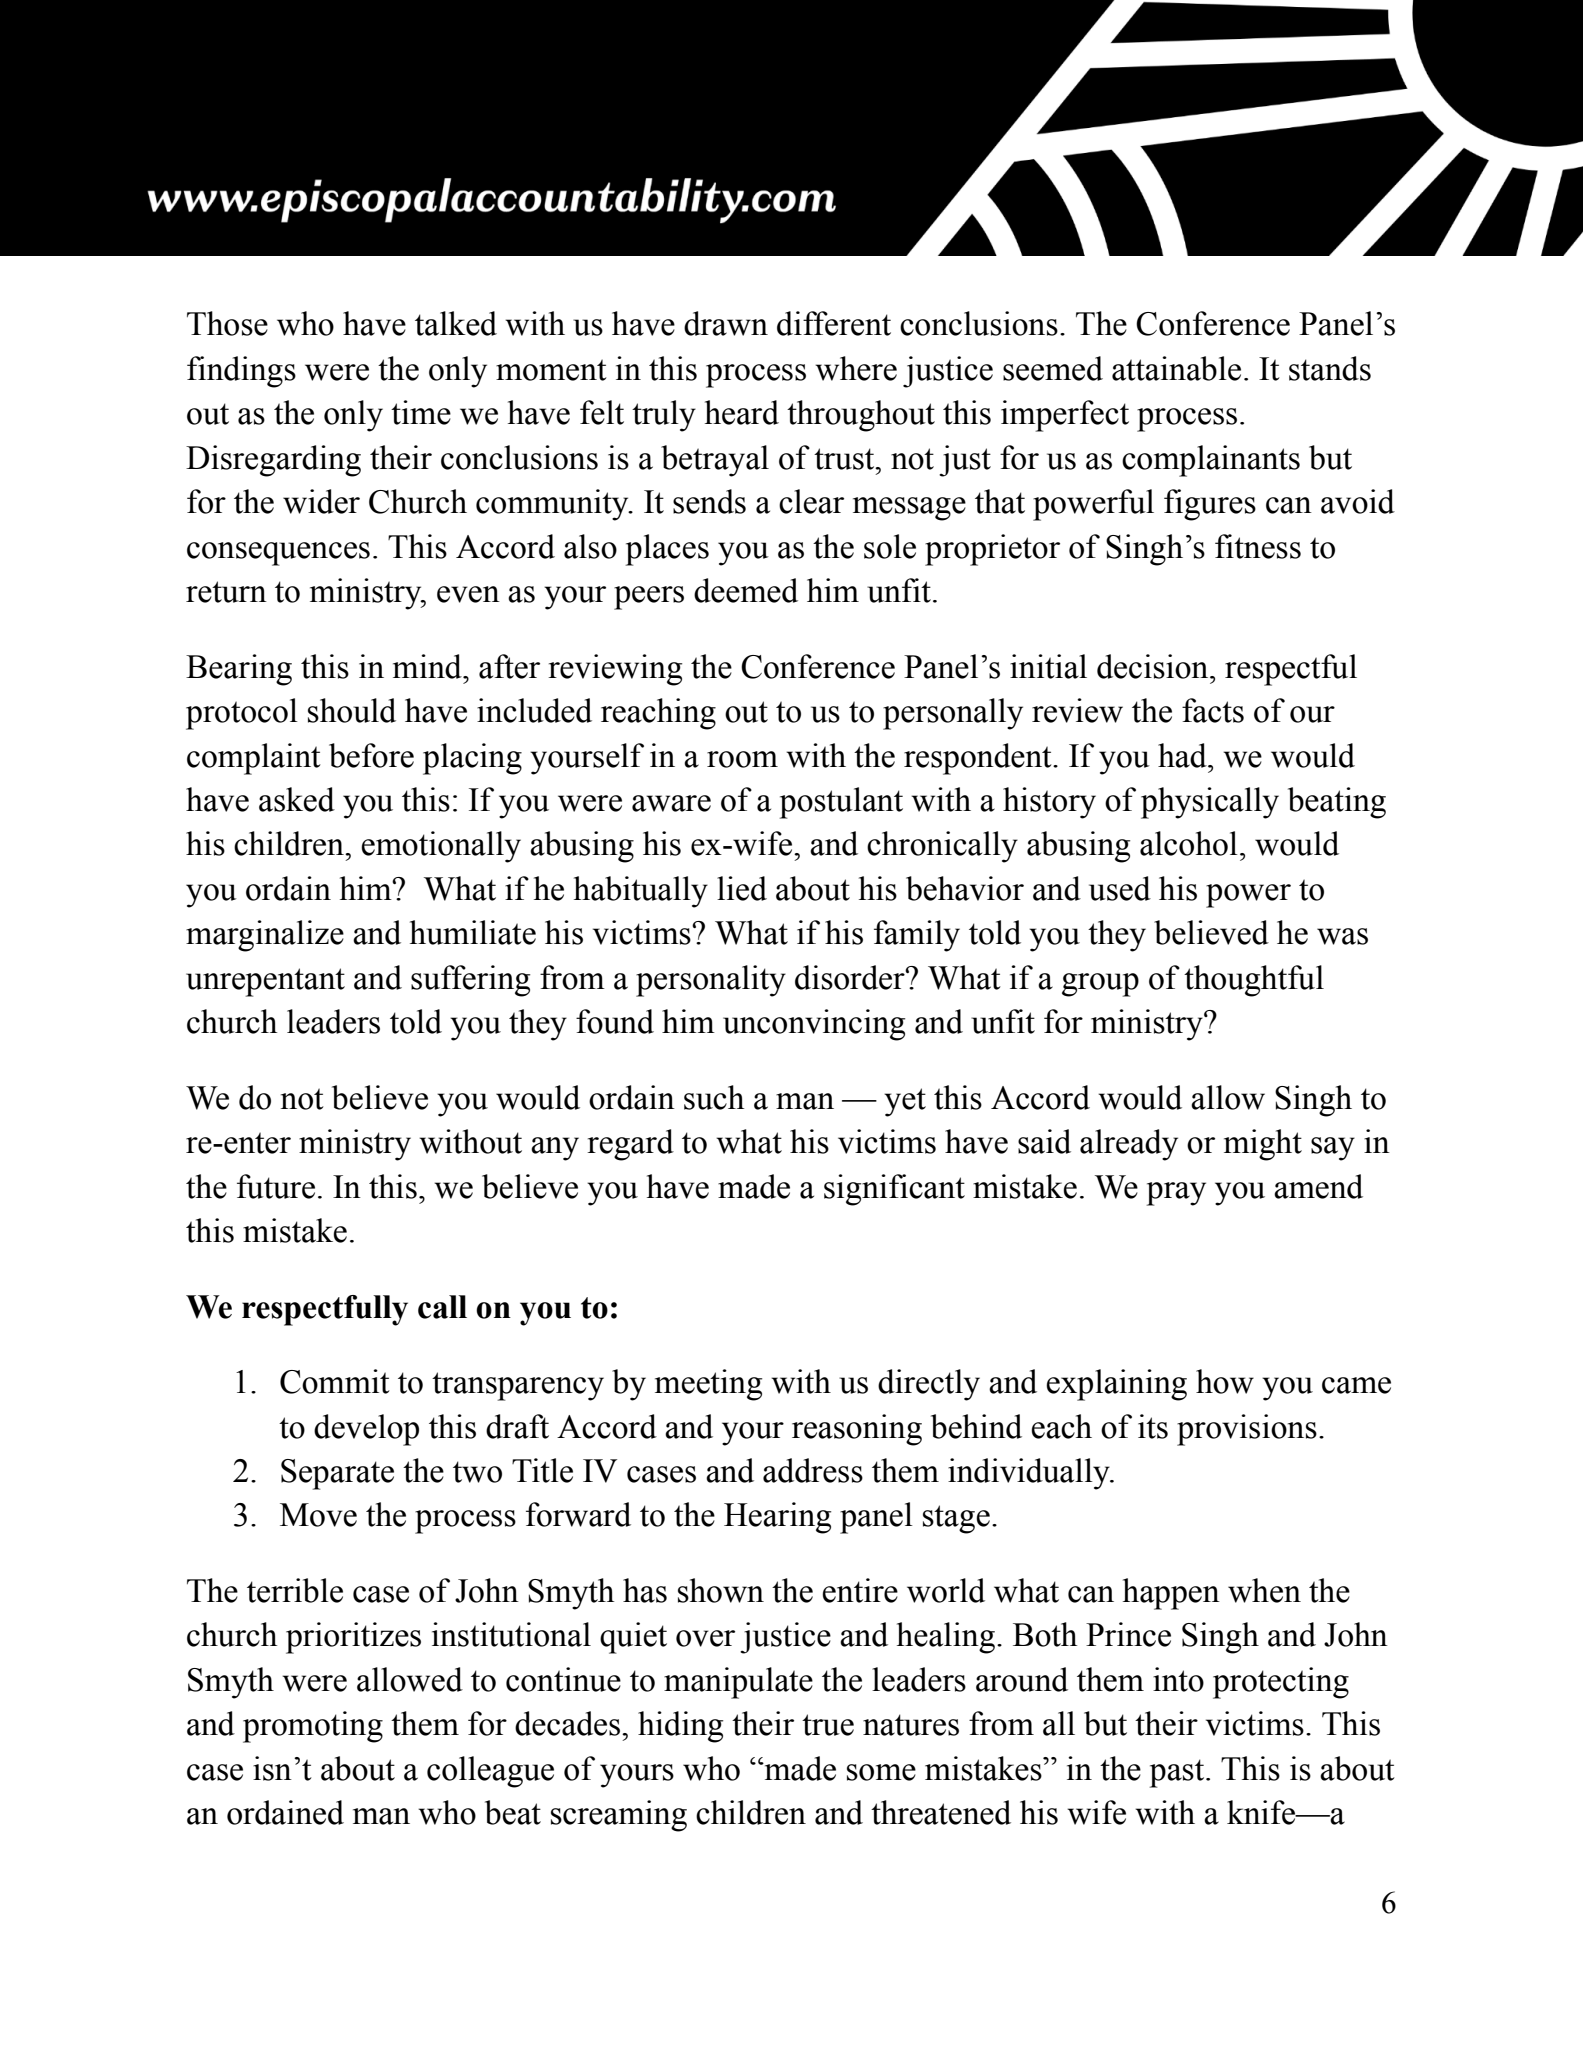 www.episcopalaccountability.com
Those who have talked with us have drawn different conclusions. The Conference Panel’s
findings were the only moment in this process where justice seemed attainable. It stands
out as the only time we have felt truly heard throughout this imperfect process.
Disregarding their conclusions is a betrayal of trust, not just for us as complainants but
for the wider Church community. It sends a clear message that powerful figures can avoid
consequences. This Accord also places you as the sole proprietor of Singh’s fitness to
return to ministry, even as your peers deemed him unfit.
Bearing this in mind, after reviewing the Conference Panel’s initial decision, respectful
protocol should have included reaching out to us to personally review the facts of our
complaint before placing yourself in a room with the respondent. If you had, we would
have asked you this: If you were aware of a postulant with a history of physically beating
his children, emotionally abusing his ex-wife, and chronically abusing alcohol, would
you ordain him?  What if he habitually lied about his behavior and used his power to
marginalize and humiliate his victims? What if his family told you they believed he was
unrepentant and suffering from a personality disorder? What if a group of thoughtful
church leaders told you they found him unconvincing and unfit for ministry?
We do not believe you would ordain such a man — yet this Accord would allow Singh to
re-enter ministry without any regard to what his victims have said already or might say in
the future. In this, we believe you have made a significant mistake. We pray you amend
this mistake.
We respectfully call on you to:
1. Commit to transparency by meeting with us directly and explaining how you came
to develop this draft Accord and your reasoning behind each of its provisions.
2. Separate the two Title IV cases and address them individually.
3. Move the process forward to the Hearing panel stage.
The terrible case of John Smyth has shown the entire world what can happen when the
church prioritizes institutional quiet over justice and healing. Both Prince Singh and John
Smyth were allowed to continue to manipulate the leaders around them into protecting
and promoting them for decades, hiding their true natures from all but their victims. This
case isn’t about a colleague of yours who “made some mistakes” in the past. This is about
an ordained man who beat screaming children and threatened his wife with a knife—a
6